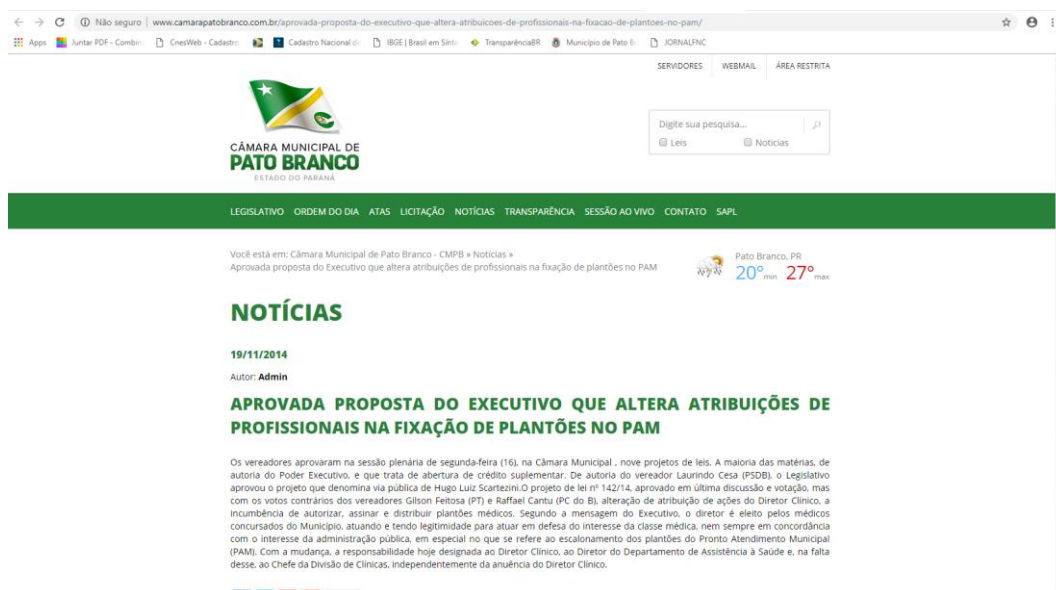 Não seguro | www.camarapatobranco.com.br/aprovada-proposta-do-executivo-que-altera-atribuicoes-de-profissionais-na-fixacao-de-plantoes-no-pam/
Apps Juntar PDF - Combin CnesWeb - Cadastro Cadastro Nacional d IBGE | Brasil em Sínte TransparênciaBR Município de Pato B JORNALFNC
SERVIDORES WEBMAIL ÁREA RESTRITA
Digite sua pesquisa...
Leis Noticias
CÂMARA MUNICIPAL DE
PATO BRANCO
ESTADO DO PARANÁ
LEGISLATIVO ORDEM DO DIA ATAS LICITAÇÃO NOTÍCIAS TRANSPARÊNCIA SESSÃO AO VIVO CONTATO SAPL
Você está em: Câmara Municipal de Pato Branco - CMPB » Notícias »
Aprovada proposta do Executivo que altera atribuições de profissionais na fixação de plantões no PAM
Pato Branco, PR
20° min 27° max
NOTÍCIAS
19/11/2014
Autor: Admin
APROVADA PROPOSTA DO EXECUTIVO QUE ALTERA ATRIBUIÇÕES DE
PROFISSIONAIS NA FIXAÇÃO DE PLANTÕES NO PAM
Os vereadores aprovaram na sessão plenária de segunda-feira (16), na Câmara Municipal , nove projetos de leis. A maioria das matérias, de
autoria do Poder Executivo, e que trata de abertura de crédito suplementar. De autoria do vereador Laurindo Cesa (PSDB), o Legislativo
aprovou o projeto que denomina via pública de Hugo Luiz Scartezini.O projeto de lei nº 142/14, aprovado em última discussão e votação, mas
com os votos contrários dos vereadores Gilson Feitosa (PT) e Raffael Cantu (PC do B), alteração de atribuição de ações do Diretor Clínico, a
incumbência de autorizar, assinar e distribuir plantões médicos. Segundo a mensagem do Executivo, o diretor é eleito pelos médicos
concursados do Município, atuando e tendo legitimidade para atuar em defesa do interesse da classe médica, nem sempre em concordância
com o interesse da administração pública, em especial no que se refere ao escalonamento dos plantões do Pronto Atendimento Municipal
(PAM). Com a mudança, a responsabilidade hoje designada ao Diretor Clínico, ao Diretor do Departamento de Assistência à Saúde e, na falta
desse, ao Chefe da Divisão de Clínicas, independentemente da anuência do Diretor Clínico.